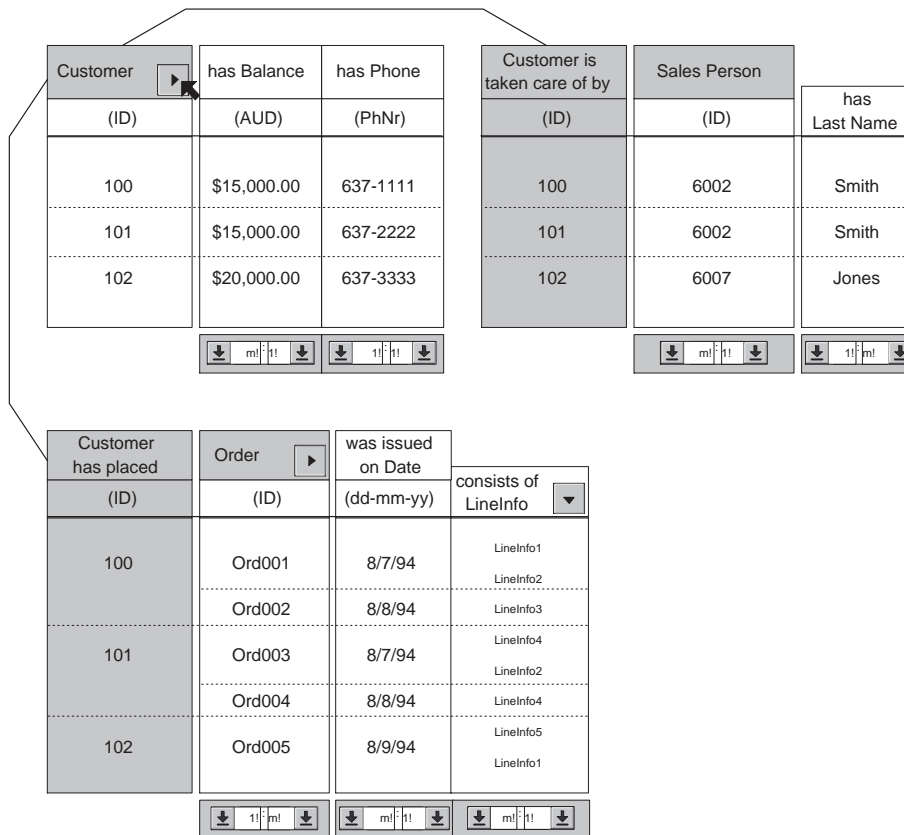 Customer has Balance has Phone
(ID) (AUD) (PhNr)
100 $15,000.00 637-1111
101 $15,000.00 637-2222
102 $20,000.00 637-3333
m! : 1! 1! : 1!
Customer is
taken care of by
Sales Person
has
Last Name
(ID) (ID)
100 6002 Smith
101 6002 Smith
102 6007 Jones
m! : 1! 1! : m!
Customer
has placed
Order
was issued
on Date
consists of
LineInfo
(ID) (ID) (dd-mm-yy)
100 Ord001 8/7/94 LineInfo1
LineInfo2
Ord002 8/8/94 LineInfo3
101 Ord003 8/7/94 LineInfo4
LineInfo2
Ord004 8/8/94 LineInfo4
102 Ord005 8/9/94 LineInfo5
LineInfo1
1! : m! m! : 1! m! : 1!